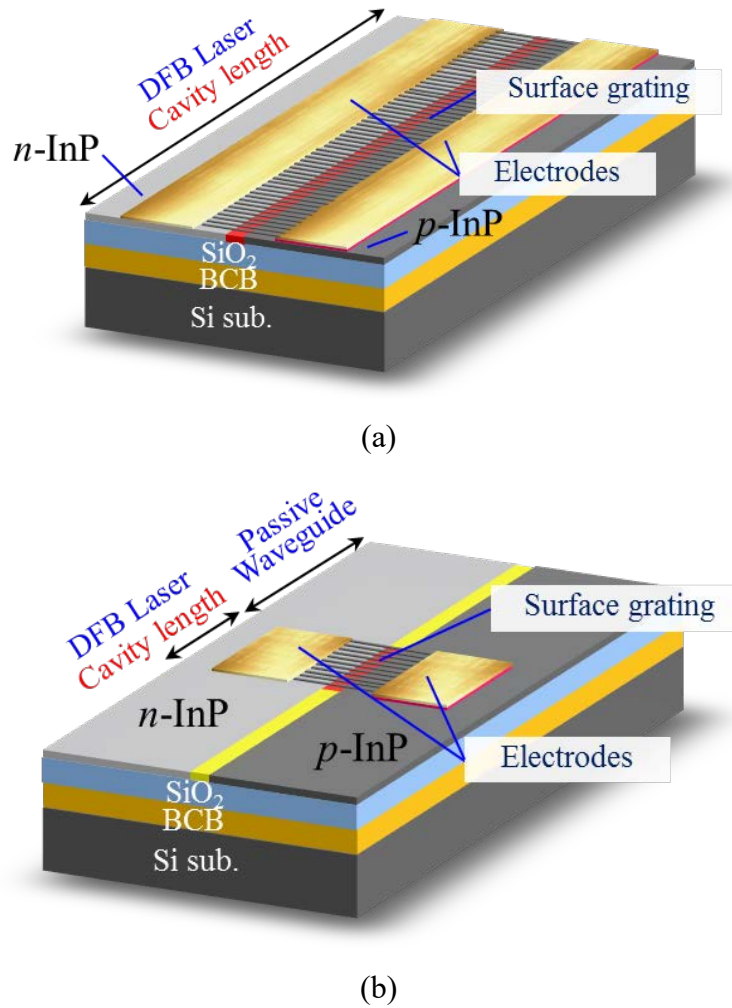 DFB Laser
Cavity length
n-InP
Surface grating
Electrodes
p-InP
SiO₂
BCB
Si sub.
(a)
Passive
Waveguide
DFB Laser
Cavity length
Surface grating
n-InP
p-InP
Electrodes
SiO₂
BCB
Si sub.
(b)